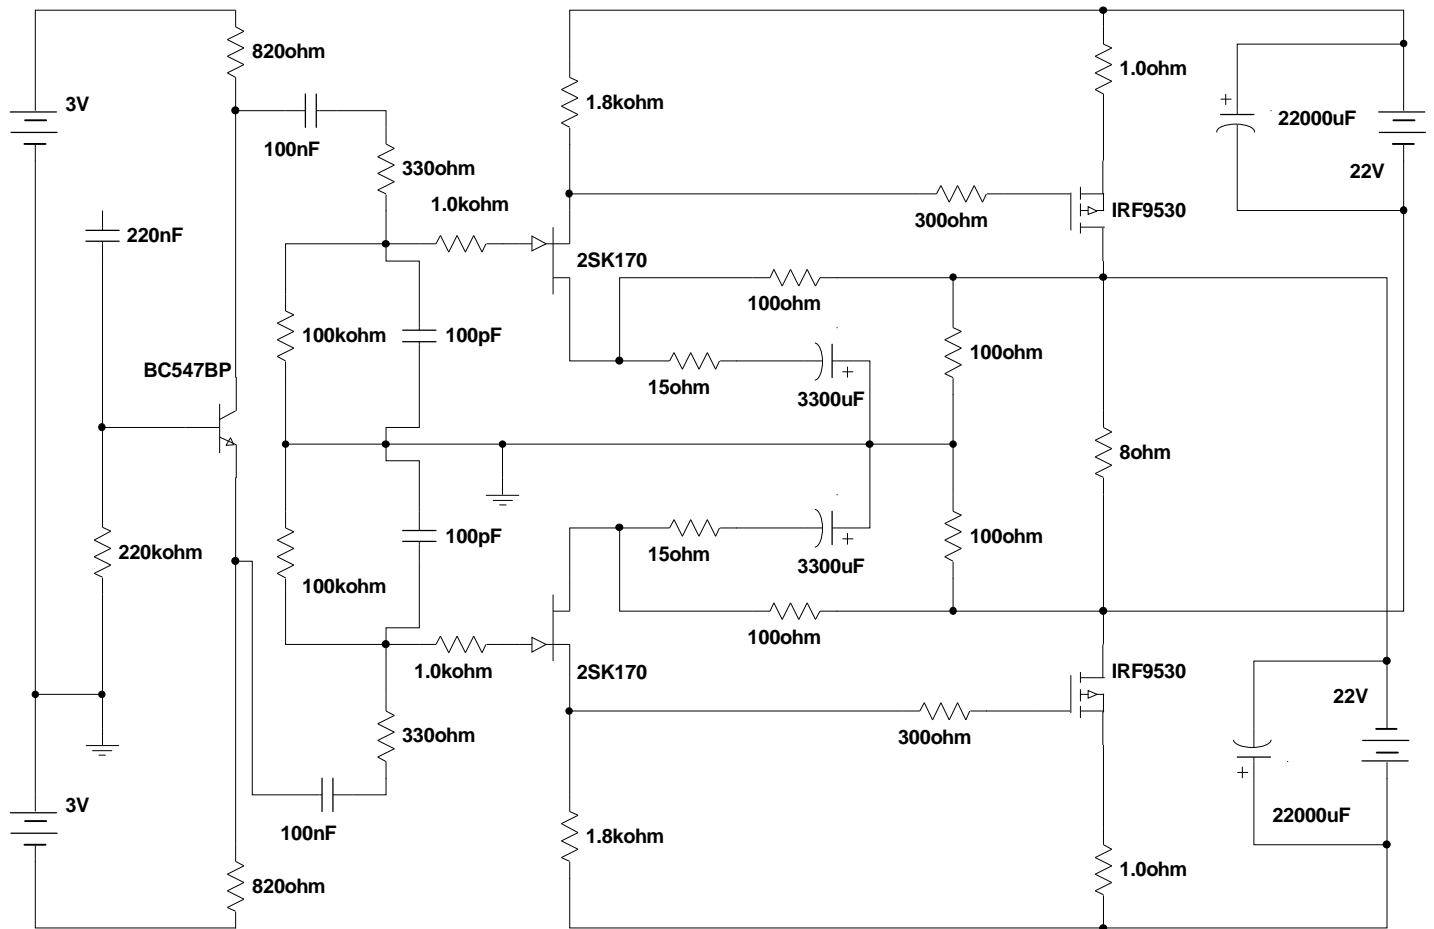 820ohm
1.0ohm
3V
1.8kohm
22000uF
100nF
330ohm
22V
1.0kohm
300ohm
IRF9530
220nF
2SK170
100ohm
100kohm
100pF
100ohm
BC547BP
15ohm
3300uF
8ohm
220kohm
100pF
15ohm
100ohm
3300uF
100kohm
100ohm
1.0kohm
2SK170
IRF9530
22V
330ohm
300ohm
3V
22000uF
100nF
1.8kohm
820ohm
1.0ohm